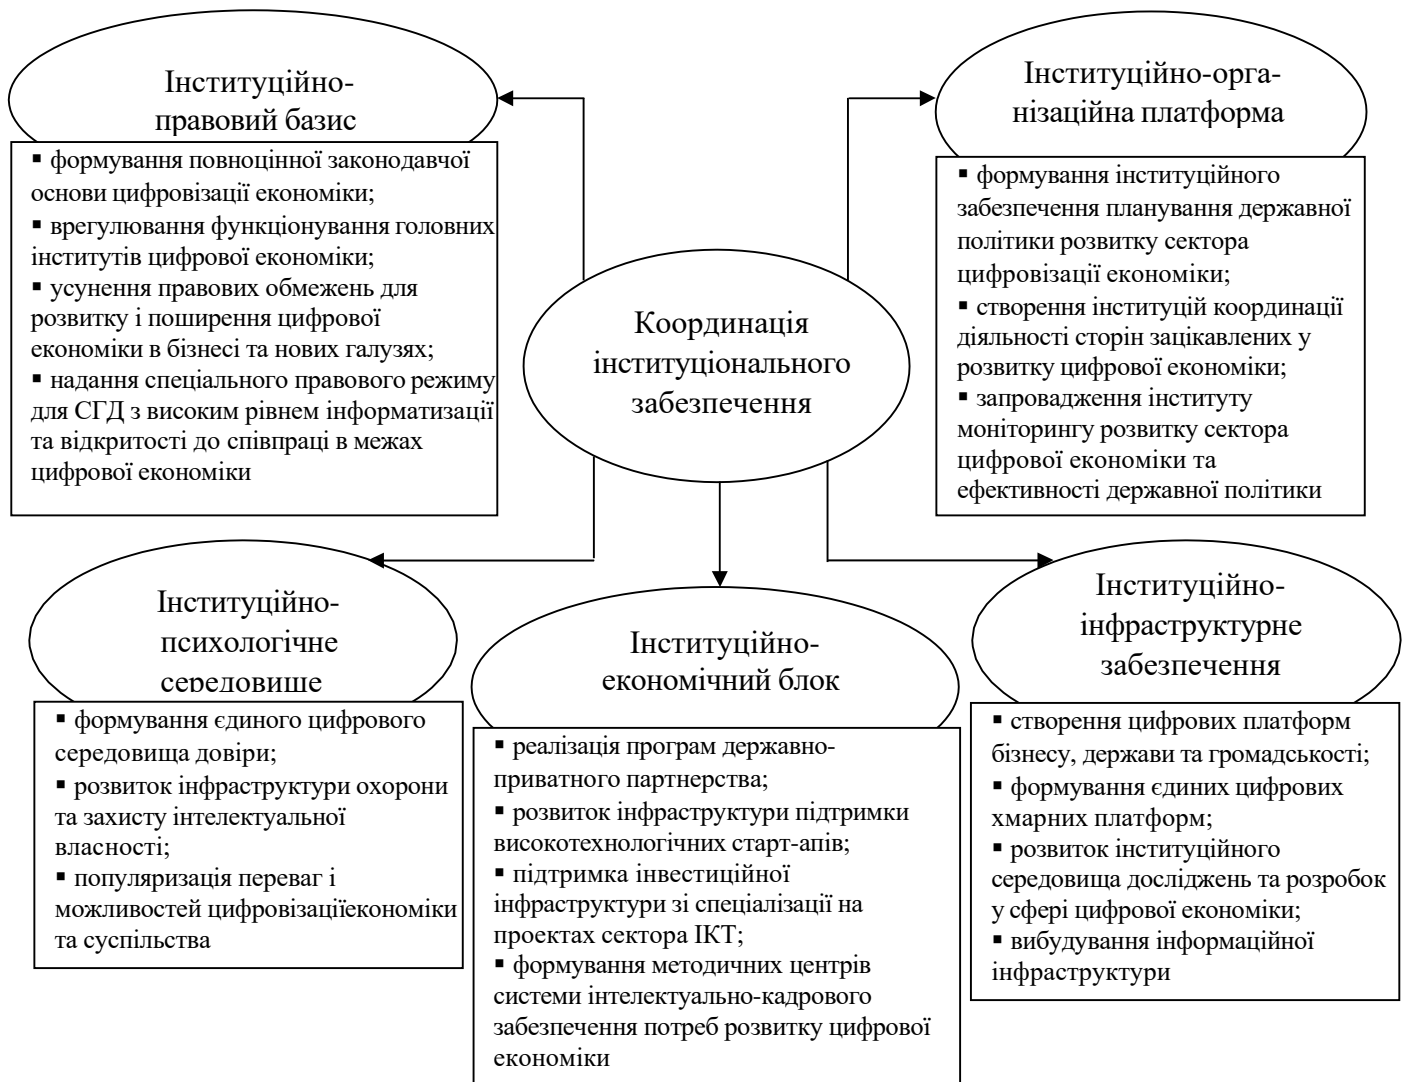 Інституційно-
правовий базис
▪ формування повноцінної законодавчої
основи цифровізації економіки;
▪ врегулювання функціонування головних
інститутів цифрової економіки;
▪ усунення правових обмежень для
розвитку і поширення цифрової
економіки в бізнесі та нових галузях;
▪ надання спеціального правового режиму
для СГД з високим рівнем інформатизації
та відкритості до співпраці в межах
цифрової економіки
Інституційно-орга-
нізаційна платформа
▪ формування інституційного
забезпечення планування державної
політики розвитку сектора
цифровізації економіки;
▪ створення інституцій координації
діяльності сторін зацікавлених у
розвитку цифрової економіки;
▪ запровадження інституту
моніторингу розвитку сектора
цифрової економіки та
ефективності державної політики
Координація
інституціонального
забезпечення
Інституційно-
психологічне
середовище
▪ формування єдиного цифрового
середовища довіри;
▪ розвиток інфраструктури охорони
та захисту інтелектуальної
власності;
▪ популяризація переваг і
можливостей цифровізаціїекономіки
та суспільства
Інституційно-
економічний блок
▪ реалізація програм державно-
приватного партнерства;
▪ розвиток інфраструктури підтримки
високотехнологічних старт-апів;
▪ підтримка інвестиційної
інфраструктури зі спеціалізації на
проектах сектора ІКТ;
▪ формування методичних центрів
системи інтелектуально-кадрового
забезпечення потреб розвитку цифрової
економіки
Інституційно-
інфраструктурне
забезпечення
▪ створення цифрових платформ
бізнесу, держави та громадськості;
▪ формування єдиних цифрових
хмарних платформ;
▪ розвиток інституційного
середовища досліджень та розробок
у сфері цифрової економіки;
▪ вибудування інформаційної
інфраструктури